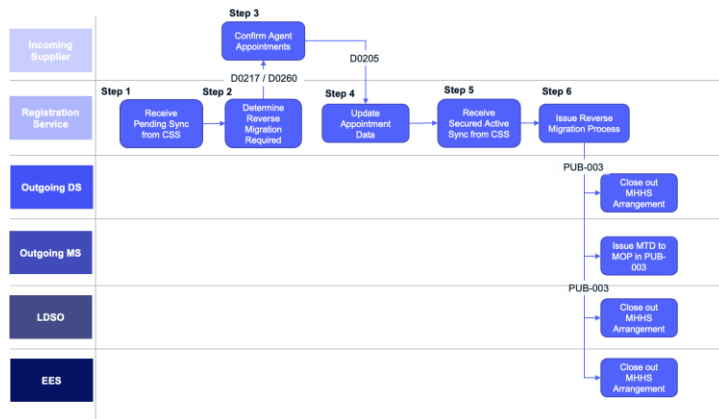 Step 3
Incoming
Supplier
Confirm Agent
Appointments
D0205
D0217 / D0260
Step 1
Step 2
Step 4
Step 5
Step 6
Registration
Service
Receive
Pending Sync
from CSS
Determine
Reverse
Migration
Required
Update
Appointment
Data
Receive
Secured Active
Sync from CSS
Issue Reverse
Migration Process
PUB-003
Outgoing DS
Close out
MHHS
Arrangement
Outgoing MS
Issue MTD to
MOP in PUB-
003
PUB-003
LDSO
Close out
MHHS
Arrangement
EES
Close out
MHHS
Arrangement